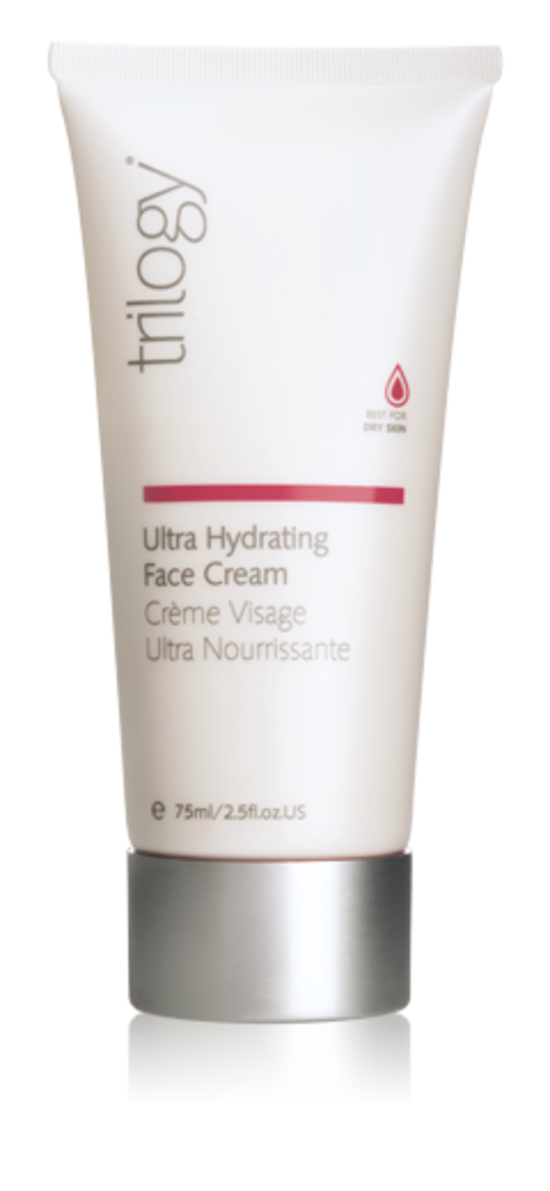 trilogy
BEST FOR
DRY SKIN
Ultra Hydrating
Face Cream
Crème Visage
Ultra Nourrissante
e 75ml/2.5fl.oz.US